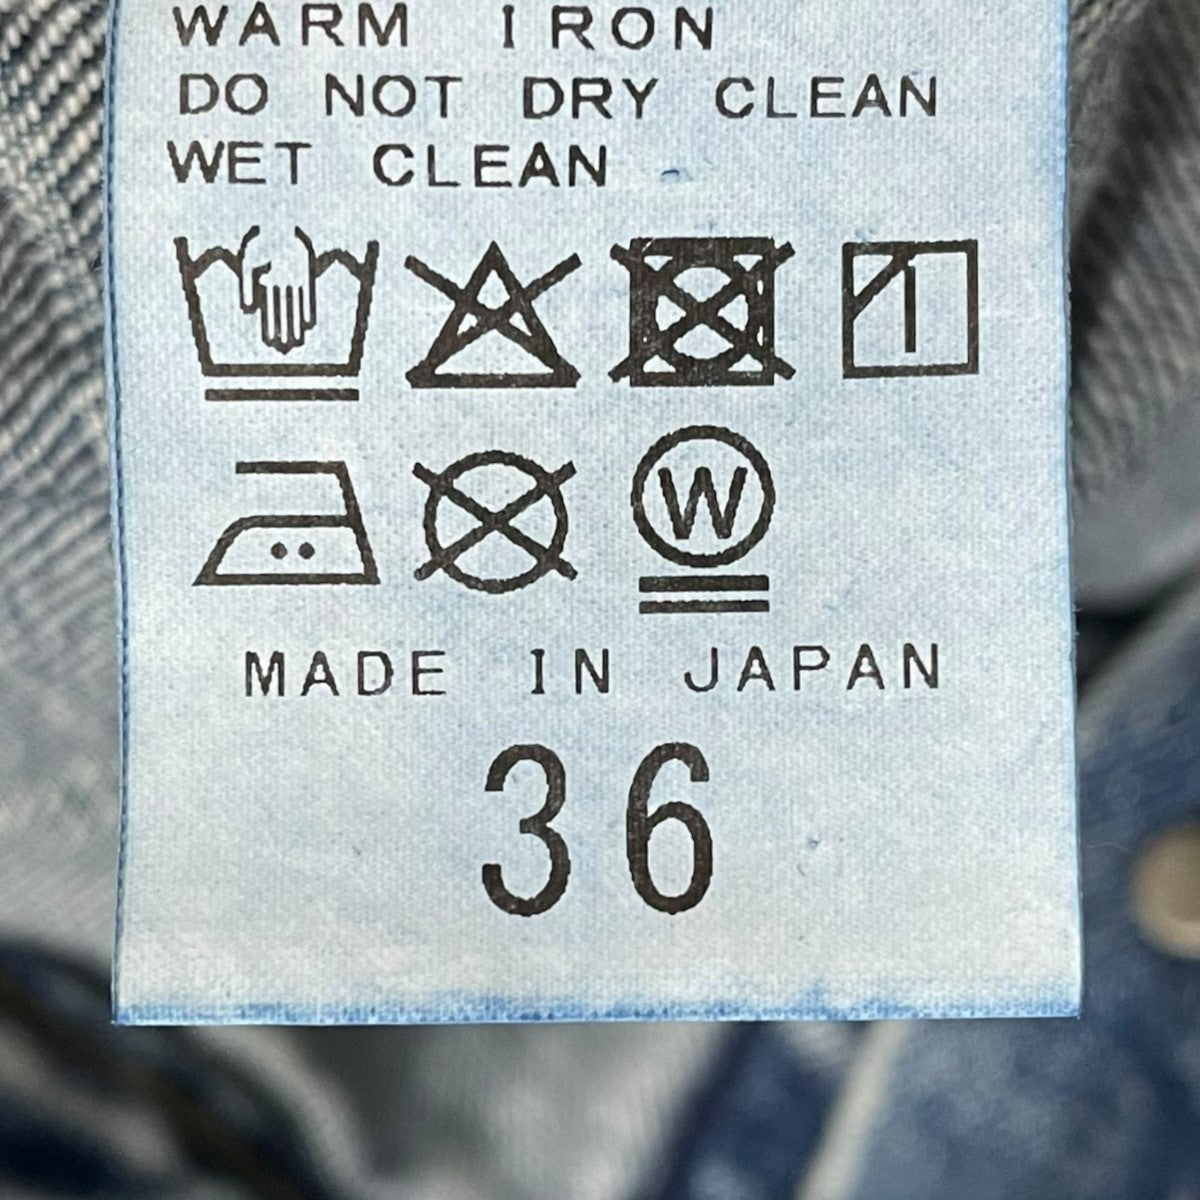 WARM IRON
DO NOT DRY CLEAN
WET CLEAN
W
MADE IN JAPAN
36